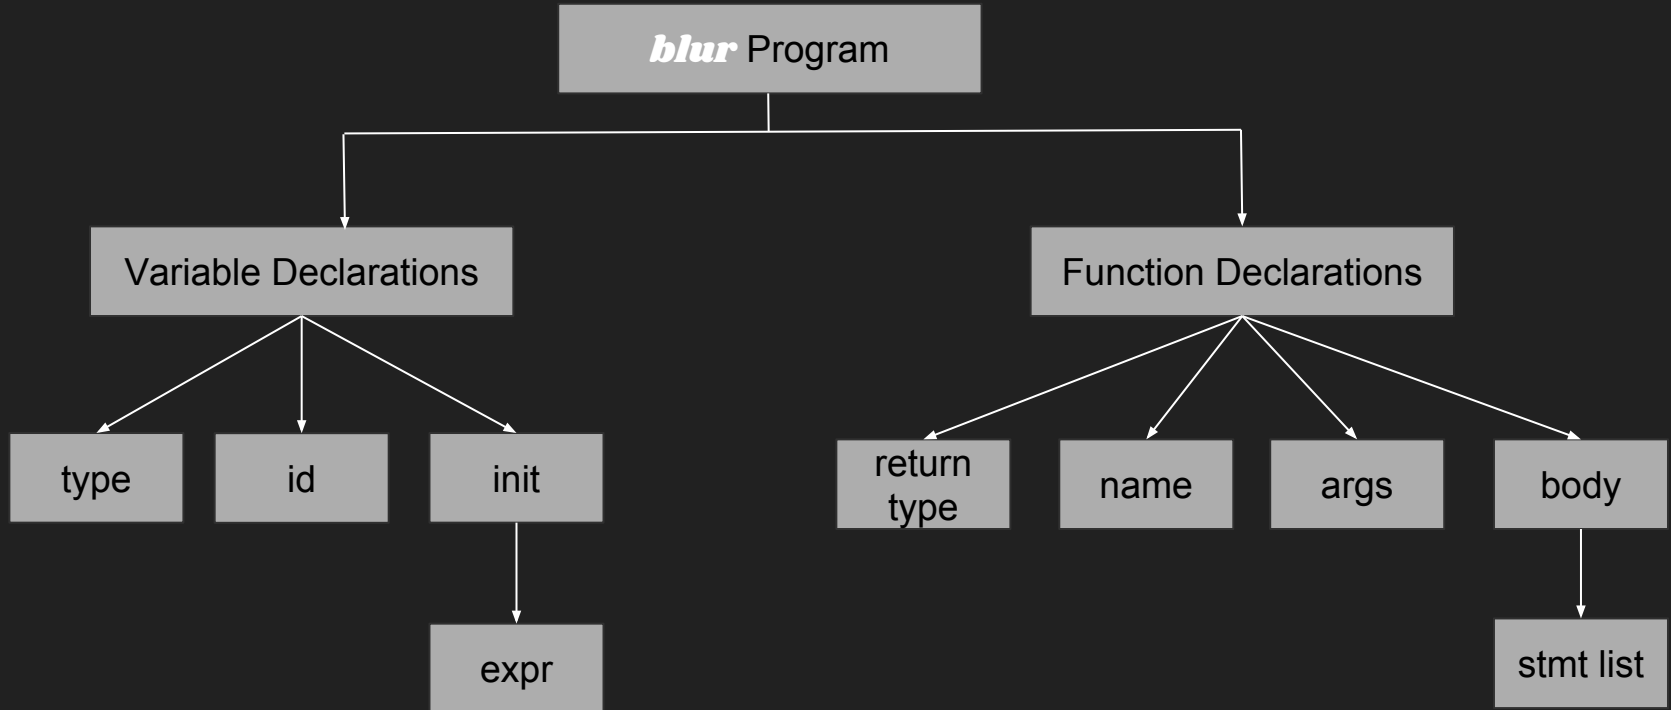 blur Program
Variable Declarations
Function Declarations
type
id
init
return
type
name
args
body
expr
stmt list